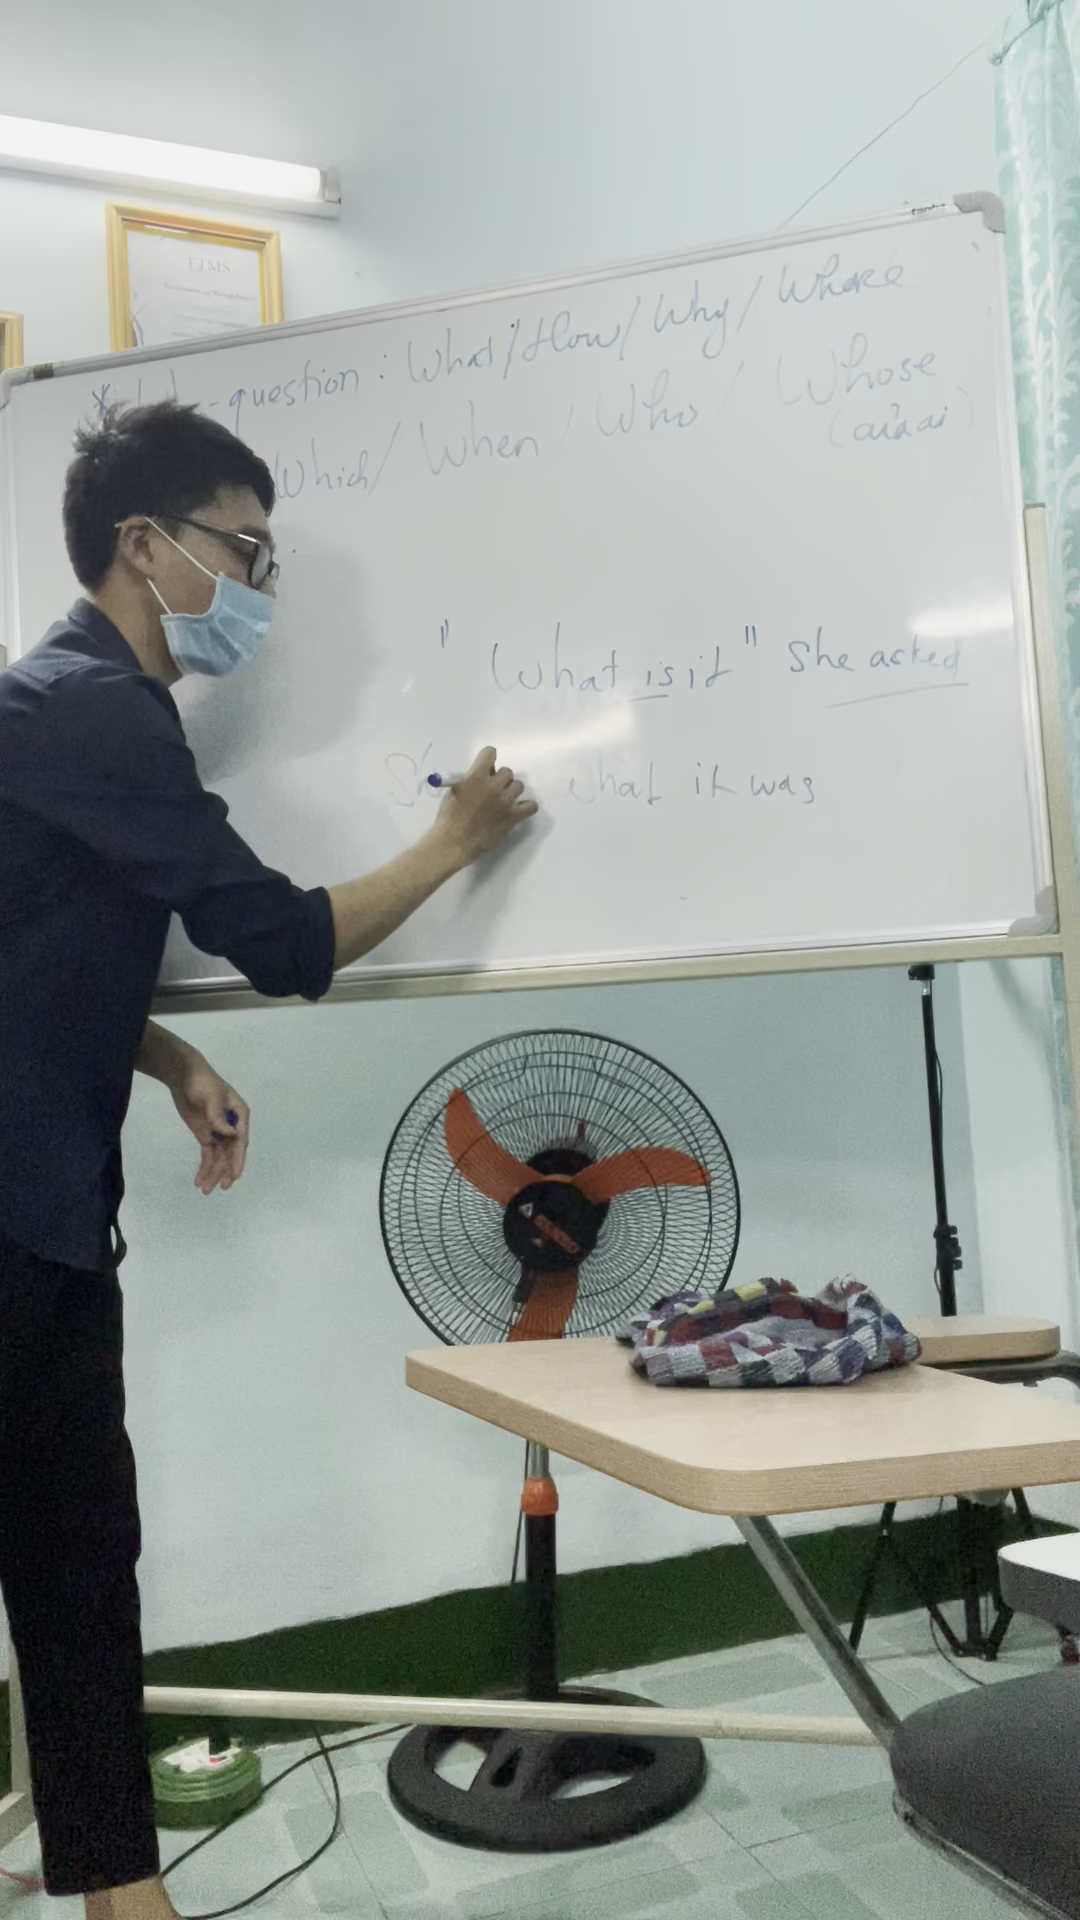 ETMS
-question : What / How / Why / Where
Which / When / Who / Whose
(của ai)
" What is it " She asked
what it was